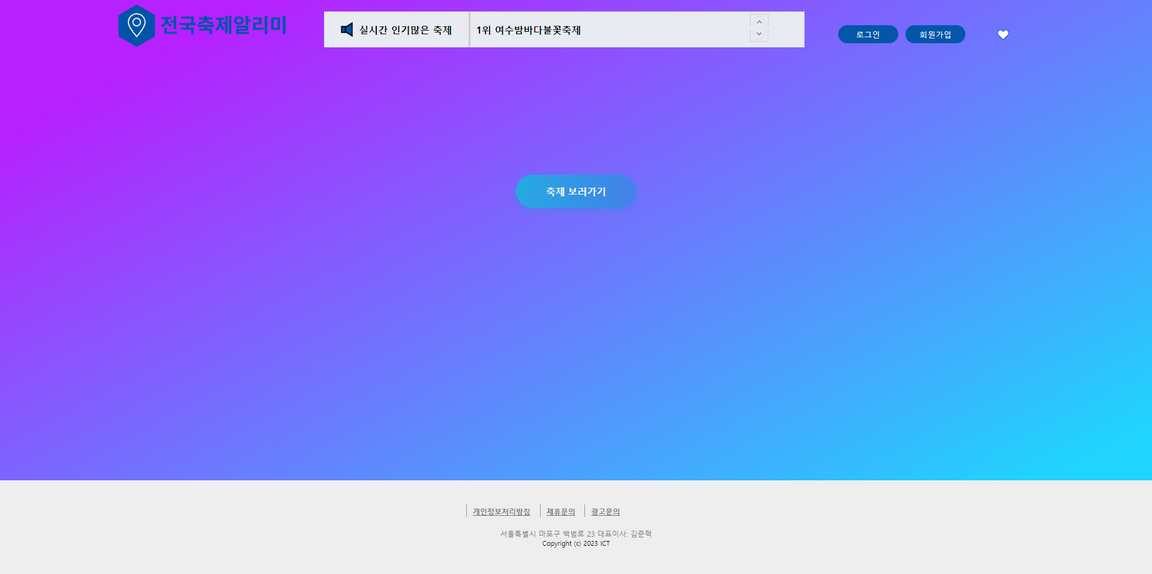 전국축제알리미
실시간 인기많은 축제
1위 여수밤바다불꽃축제
로그인
회원가입
축제 보러가기
개인정보처리방침
제휴문의
광고문의
서울특별시 마포구 백범로 23 대표이사: 김준혁
Copyright (c) 2023 ICT